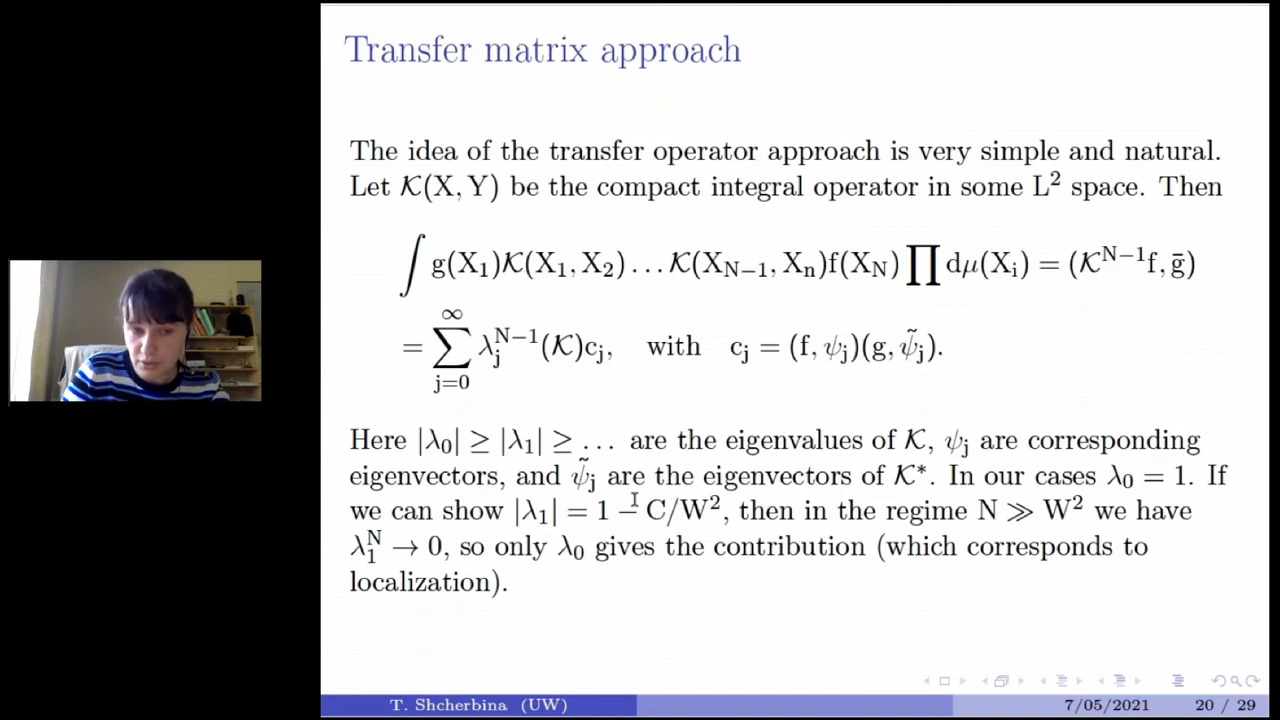 Transfer matrix approach
The idea of the transfer operator approach is very simple and natural.
Let 𝒦(X, Y) be the compact integral operator in some L² space. Then
∫ g(X₁)𝒦(X₁, X₂) … 𝒦(X_{N−1}, X_n)f(X_N) ∏ dμ(X_i) = (𝒦^{N−1}f, ḡ)
= ∑_{j=0}^{∞} λ_j^{N−1}(𝒦)c_j, with c_j = (f, ψ_j)(g, ψ̃_j).
Here |λ₀| ≥ |λ₁| ≥ … are the eigenvalues of 𝒦, ψ_j are corresponding
eigenvectors, and ψ̃_j are the eigenvectors of 𝒦*. In our cases λ₀ = 1. If
we can show |λ₁| = 1 − C/W², then in the regime N ≫ W² we have
λ₁^N → 0, so only λ₀ gives the contribution (which corresponds to
localization).
T. Shcherbina (UW) 7/05/2021 20 / 29